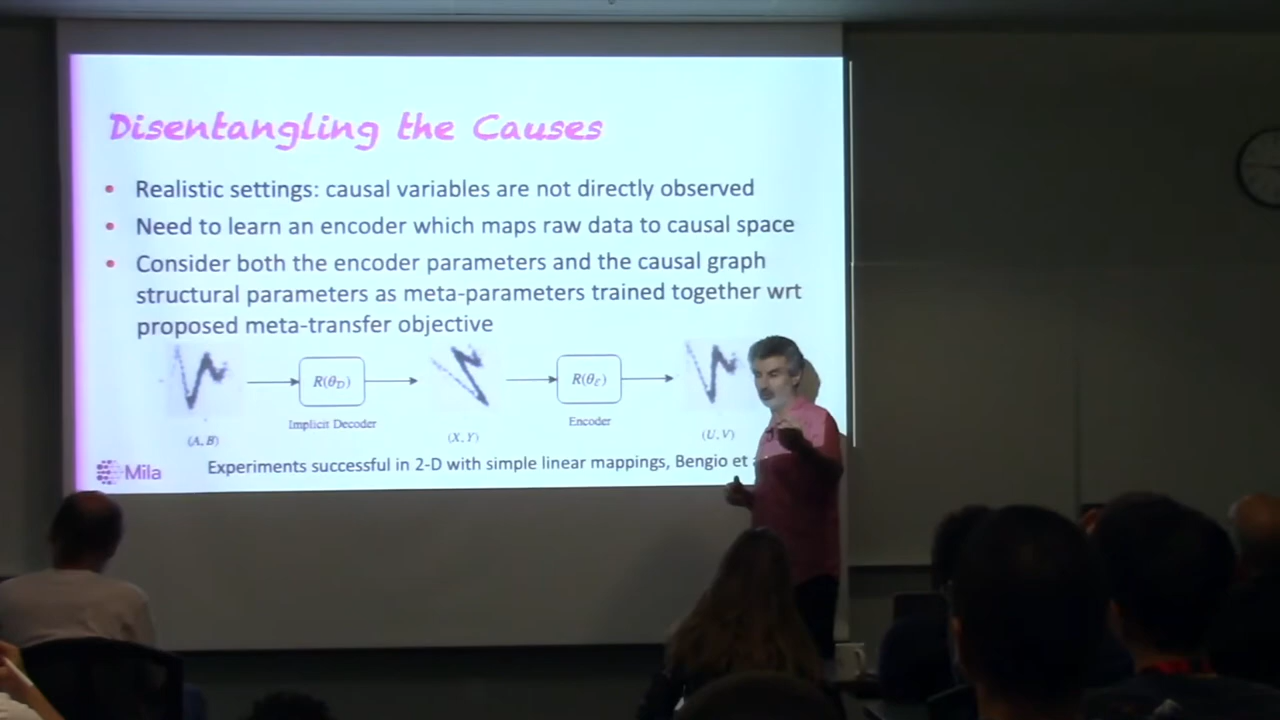 Disentangling the Causes
• Realistic settings: causal variables are not directly observed
• Need to learn an encoder which maps raw data to causal space
• Consider both the encoder parameters and the causal graph
structural parameters as meta-parameters trained together wrt
proposed meta-transfer objective
R(θ_D)
R(θ_ℰ)
Implicit Decoder
Encoder
(A, B)
(X, Y)
(U, V)
Mila
Experiments successful in 2-D with simple linear mappings, Bengio et